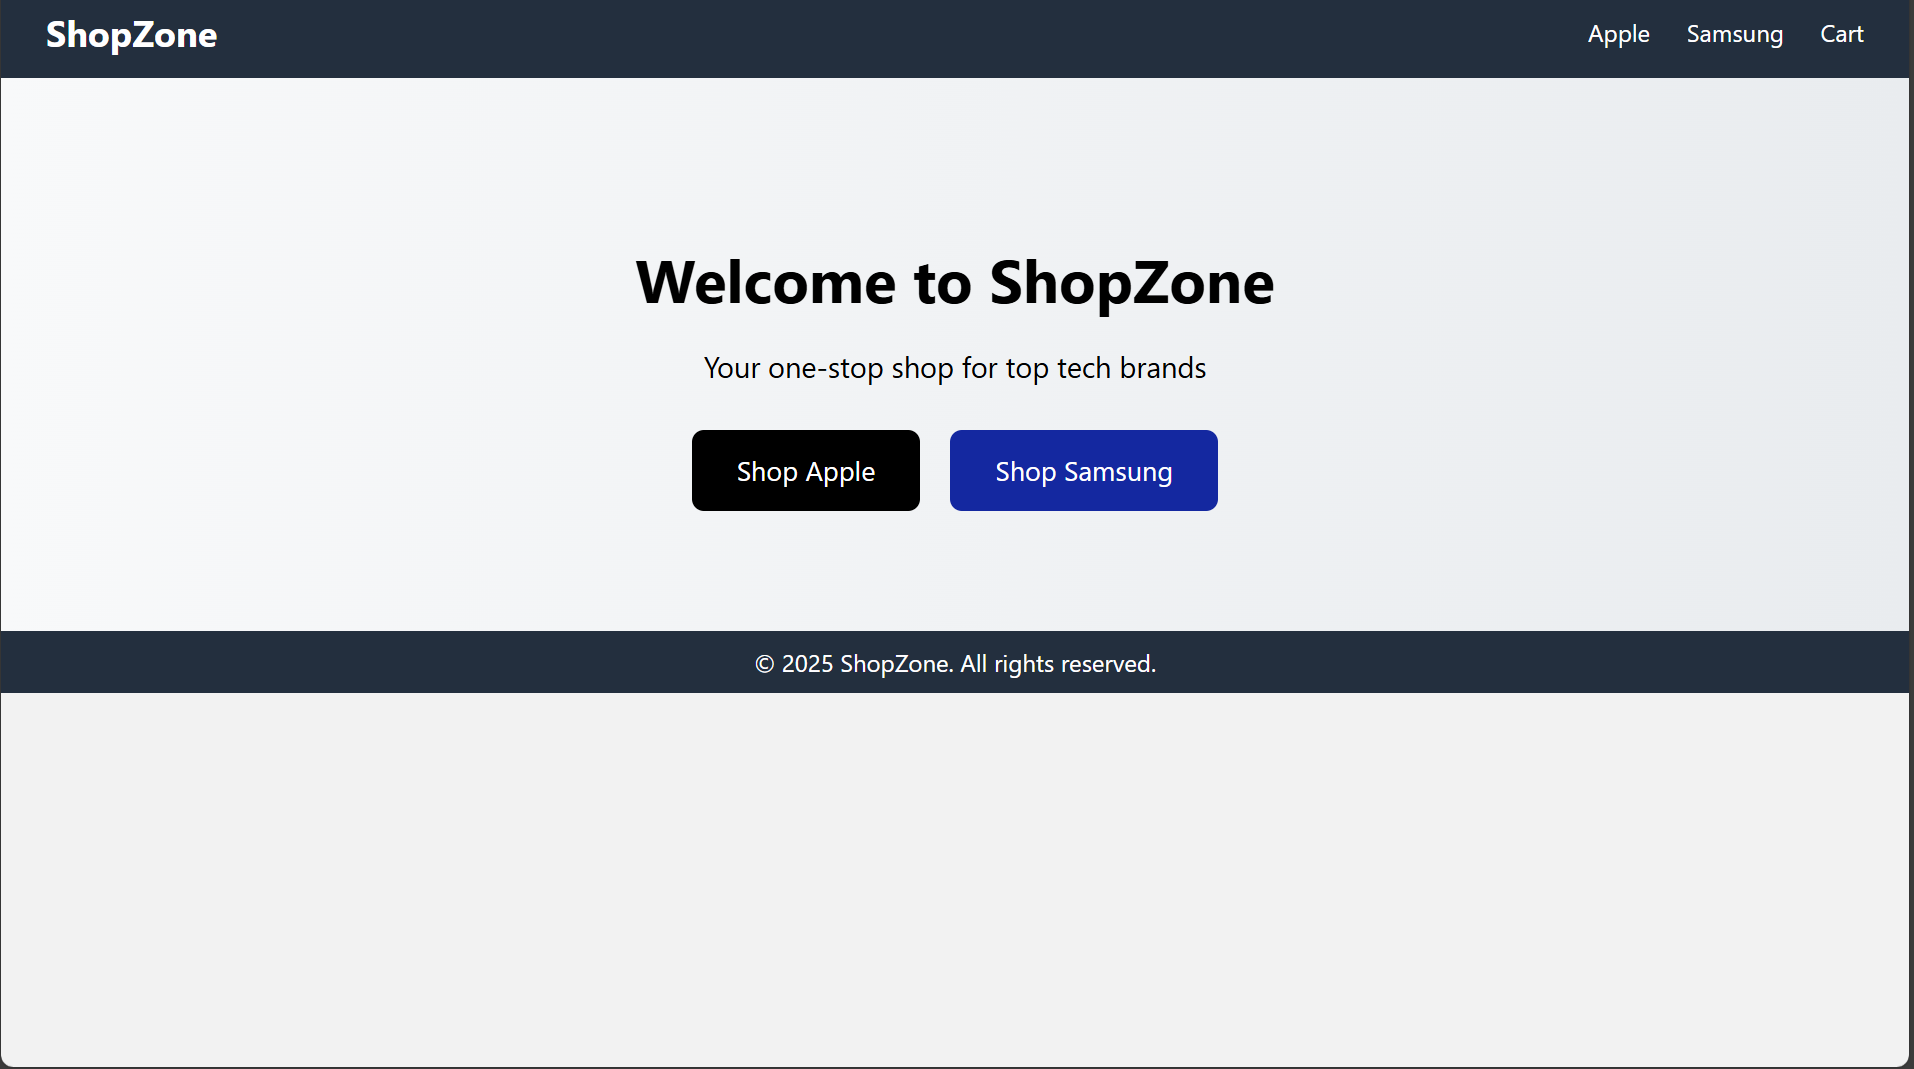 ShopZone
Apple Samsung Cart
Welcome to ShopZone
Your one-stop shop for top tech brands
Shop Apple Shop Samsung
© 2025 ShopZone. All rights reserved.